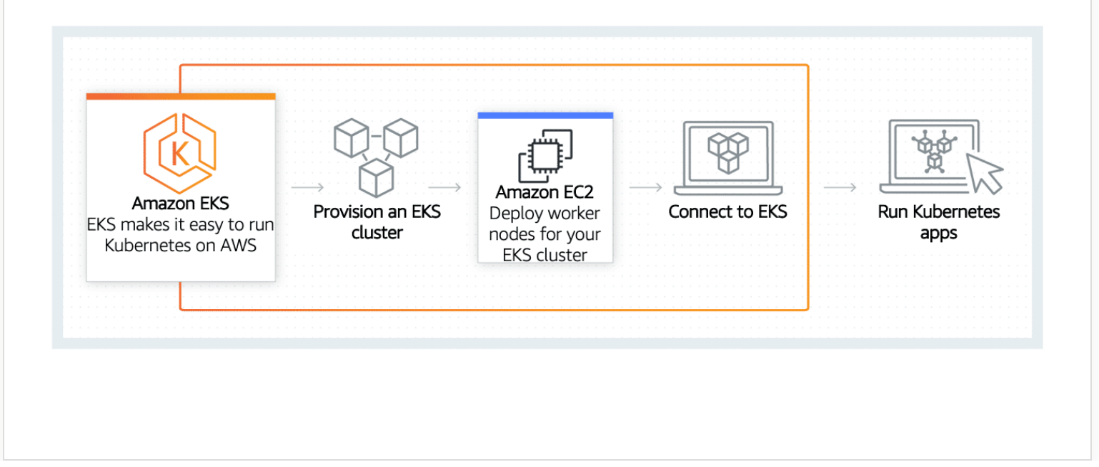 K
Amazon EKS
EKS makes it easy to run
Kubernetes on AWS
Provision an EKS
cluster
Amazon EC2
Deploy worker
nodes for your
EKS cluster
Connect to EKS
Run Kubernetes
apps